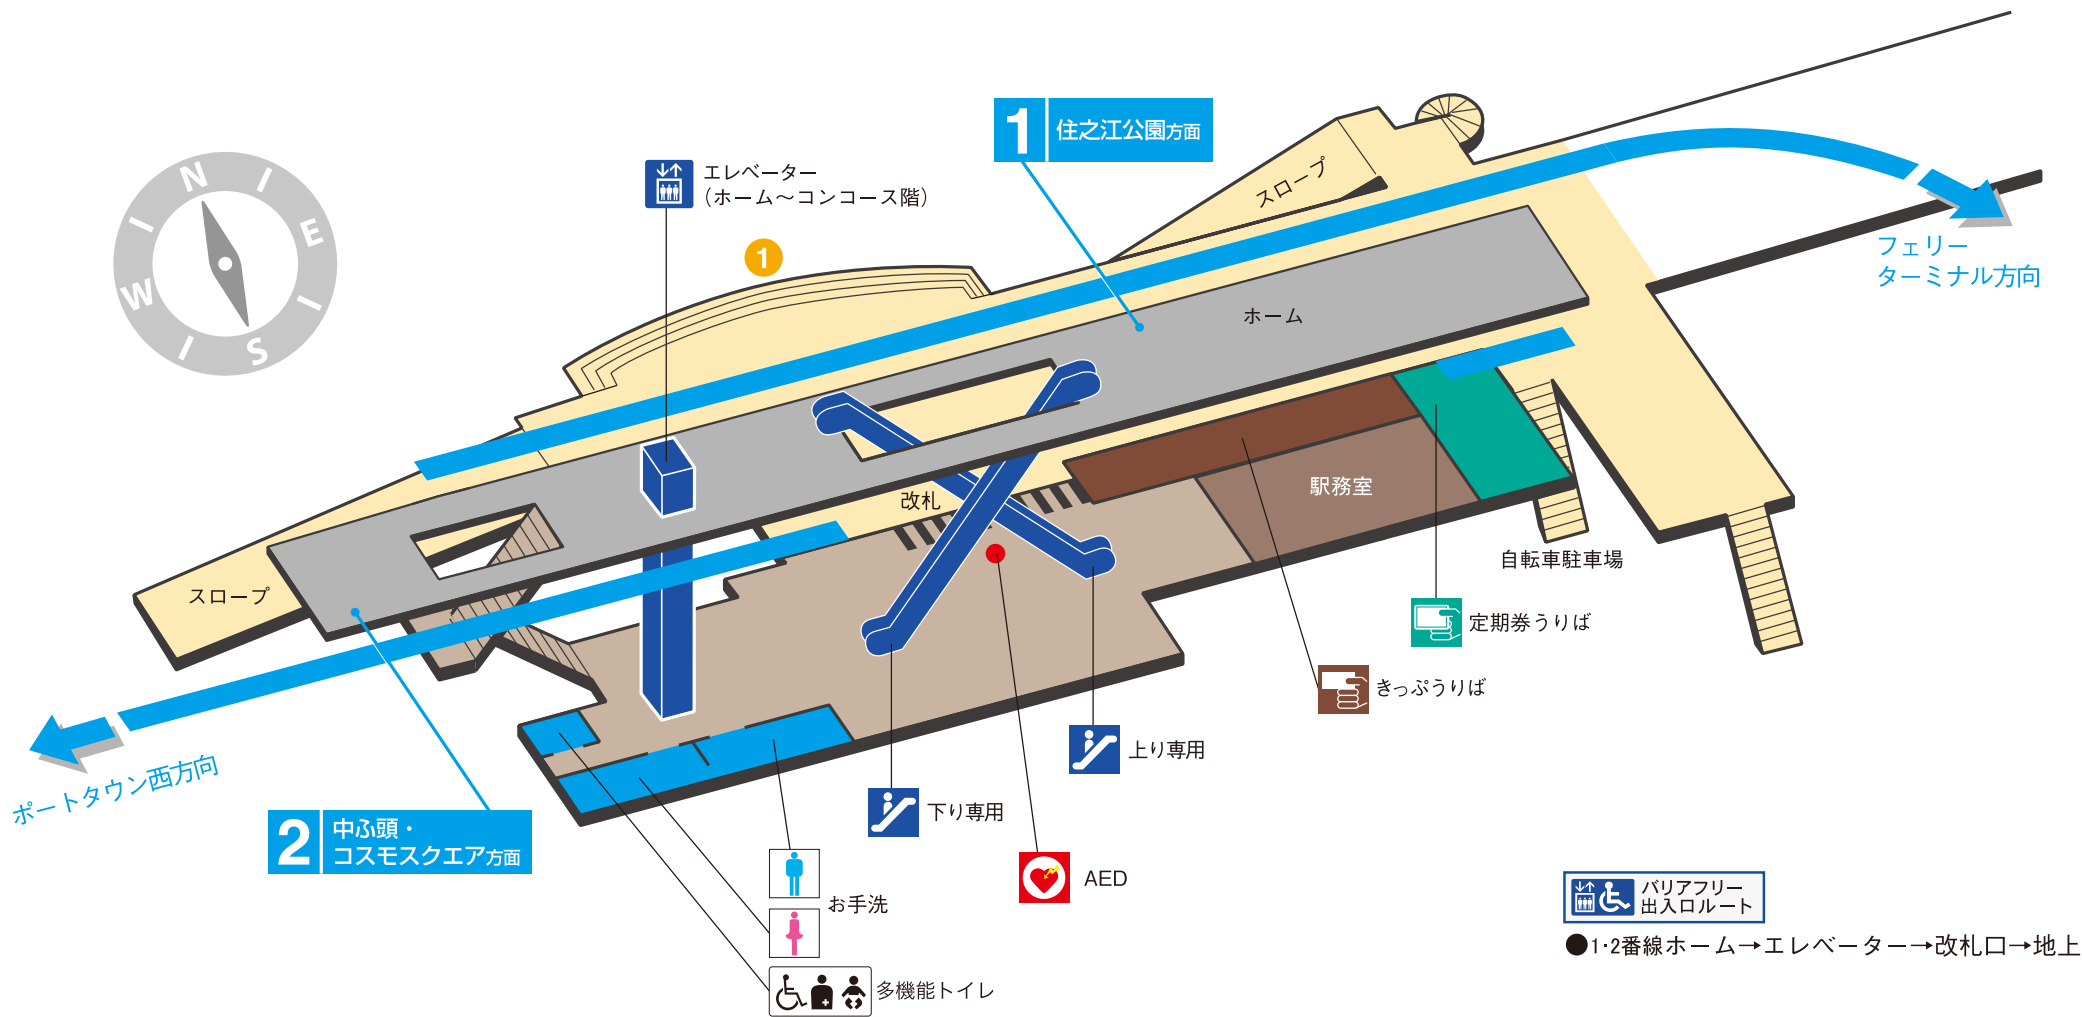 1 住之江公園方面
エレベーター
(ホーム～コンコース階)
スロープ
N
I
E
I
S
I
W
I
1
フェリー
ターミナル方向
ホーム
改札
駅務室
スロープ
自転車駐車場
定期券うりば
きっぷうりば
上り専用
下り専用
ポートタウン西方向
2 中ふ頭・
コスモスクエア方面
AED
お手洗
多機能トイレ
バリアフリー
出入口ルート
●1・2番線ホーム→エレベーター→改札口→地上